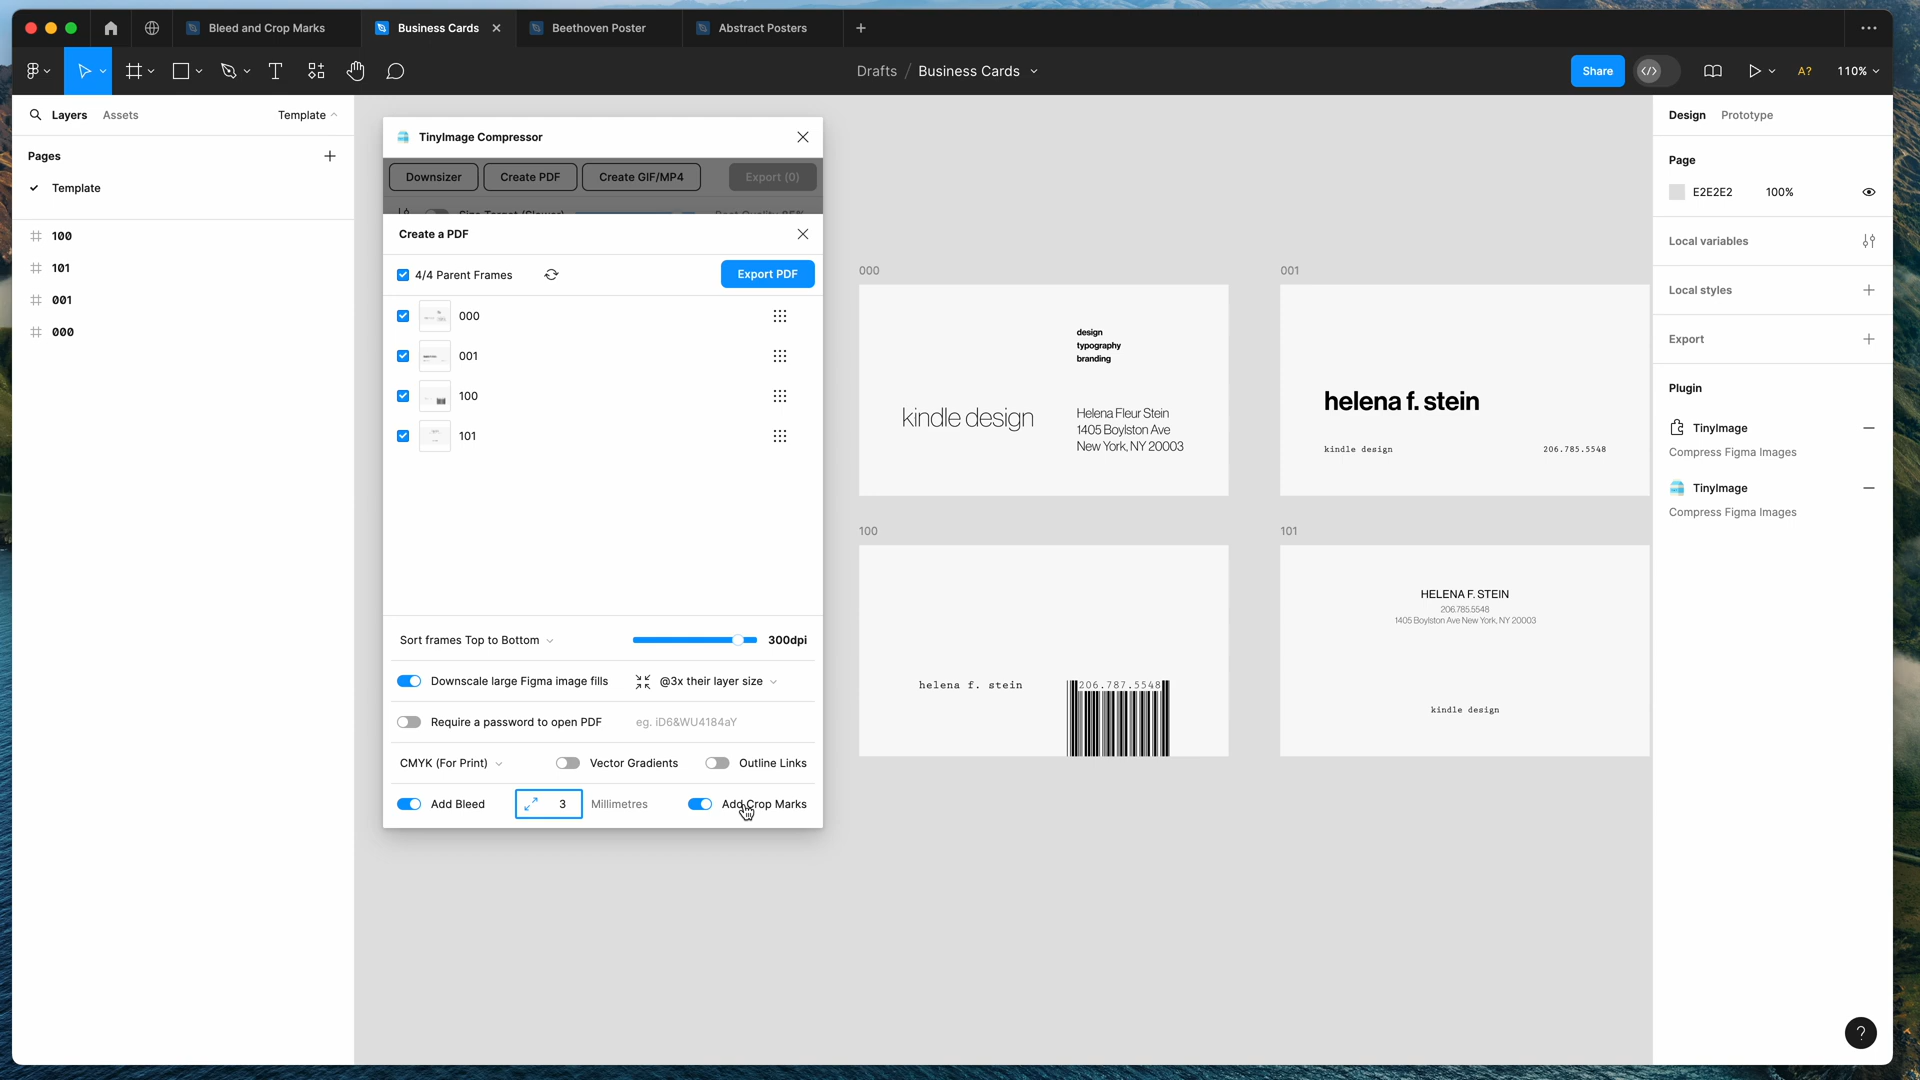 Bleed and Crop Marks
Business Cards
Beethoven Poster
Abstract Posters
Drafts / Business Cards
Share
A?
110%
Layers
Assets
Template
Pages
Template
100
101
001
000
TinyImage Compressor
Downsizer
Create PDF
Create GIF/MP4
Export (0)
Create a PDF
4/4 Parent Frames
Export PDF
000
001
100
101
Sort frames Top to Bottom
300dpi
Downscale large Figma image fills
@3x their layer size
Require a password to open PDF
eg. iD6&WU4184aY
CMYK (For Print)
Vector Gradients
Outline Links
Add Bleed
3
Millimetres
Add Crop Marks
000
design
typography
branding
kindle design
Helena Fleur Stein
1405 Boylston Ave
New York, NY 20003
001
helena f. stein
kindle design
206.785.5548
100
helena f. stein
206.787.5548
101
HELENA F. STEIN
206.785.5548
1405 Boylston Ave New York, NY 20003
kindle design
Design
Prototype
Page
E2E2E2
100%
Local variables
Local styles
Export
Plugin
TinyImage
Compress Figma Images
TinyImage
Compress Figma Images
?